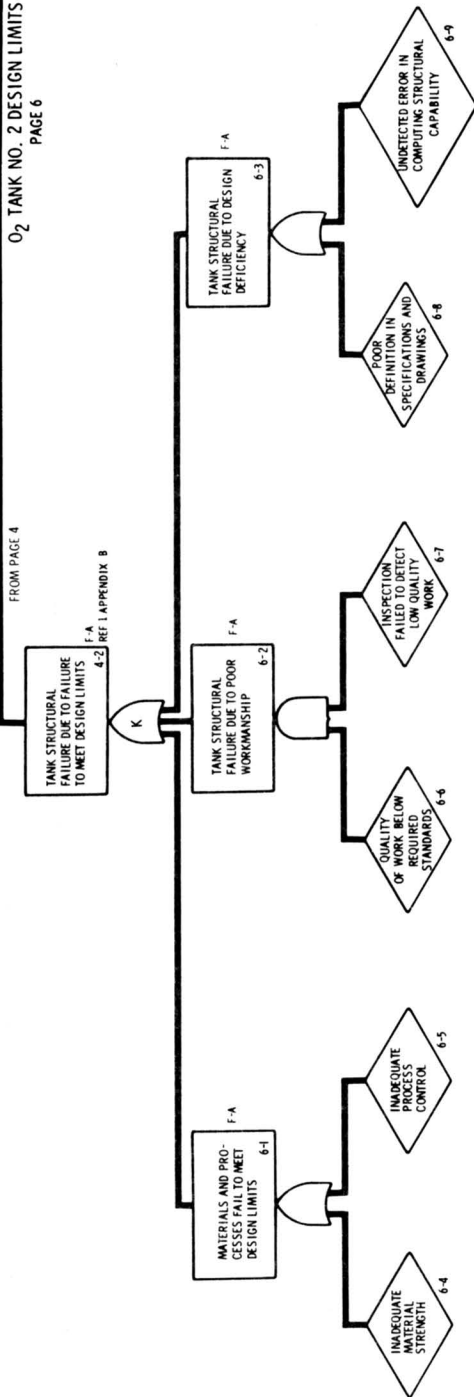 O2 TANK NO. 2 DESIGN LIMITS
PAGE 6
FROM PAGE 4
TANK STRUCTURAL
FAILURE DUE TO FAILURE
TO MEET DESIGN LIMITS
4-2
F-A
REF 1 APPENDIX B
K
MATERIALS AND PRO-
CESSES FAIL TO MEET
DESIGN LIMITS
6-1
F-A
TANK STRUCTURAL
FAILURE DUE TO POOR
WORKMANSHIP
6-2
F-A
TANK STRUCTURAL
FAILURE DUE TO DESIGN
DEFICIENCY
6-3
F-A
INADEQUATE
MATERIAL
STRENGTH
6-4
INADEQUATE
PROCESS
CONTROL
6-5
QUALITY
OF WORK BELOW
REQUIRED
STANDARDS
6-6
INSPECTION
FAILED TO DETECT
LOW QUALITY
WORK
6-7
POOR
DEFINITION IN
SPECIFICATIONS AND
DRAWINGS
6-8
UNDETECTED ERROR IN
COMPUTING STRUCTURAL
CAPABILITY
6-9